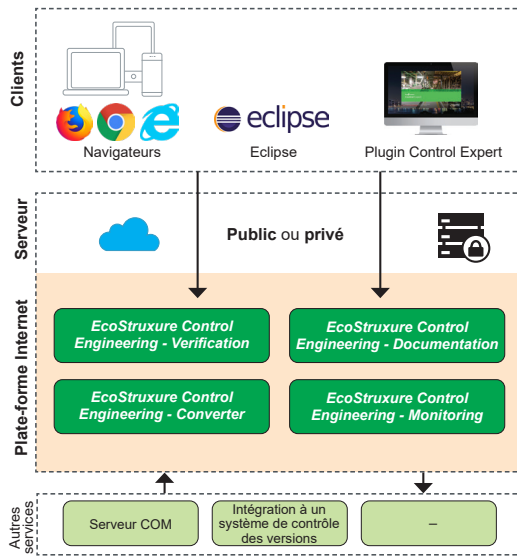 Clients
eclipse
Navigateurs
Eclipse
Plugin Control Expert
Serveur
Public ou privé
Plate-forme Internet
EcoStruxure Control
Engineering - Verification
EcoStruxure Control
Engineering - Documentation
EcoStruxure Control
Engineering - Converter
EcoStruxure Control
Engineering - Monitoring
Autres
services
Serveur COM
Intégration à un
système de contrôle
des versions
–